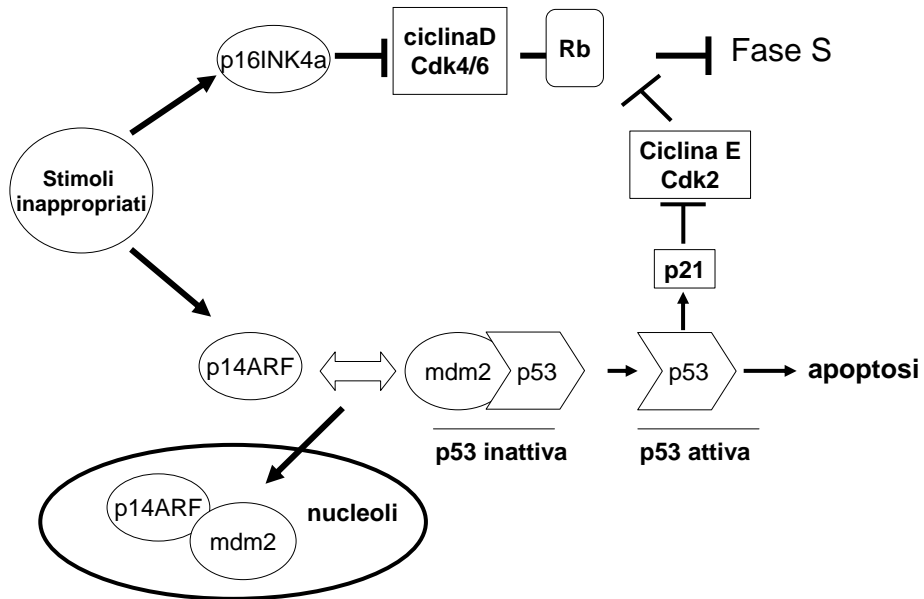 p16INK4a
ciclinaD
Cdk4/6
Rb
Fase S
Stimoli
inappropriati
Ciclina E
Cdk2
p21
p14ARF
mdm2
p53
p53
apoptosi
p53 inattiva
p53 attiva
p14ARF
nucleoli
mdm2